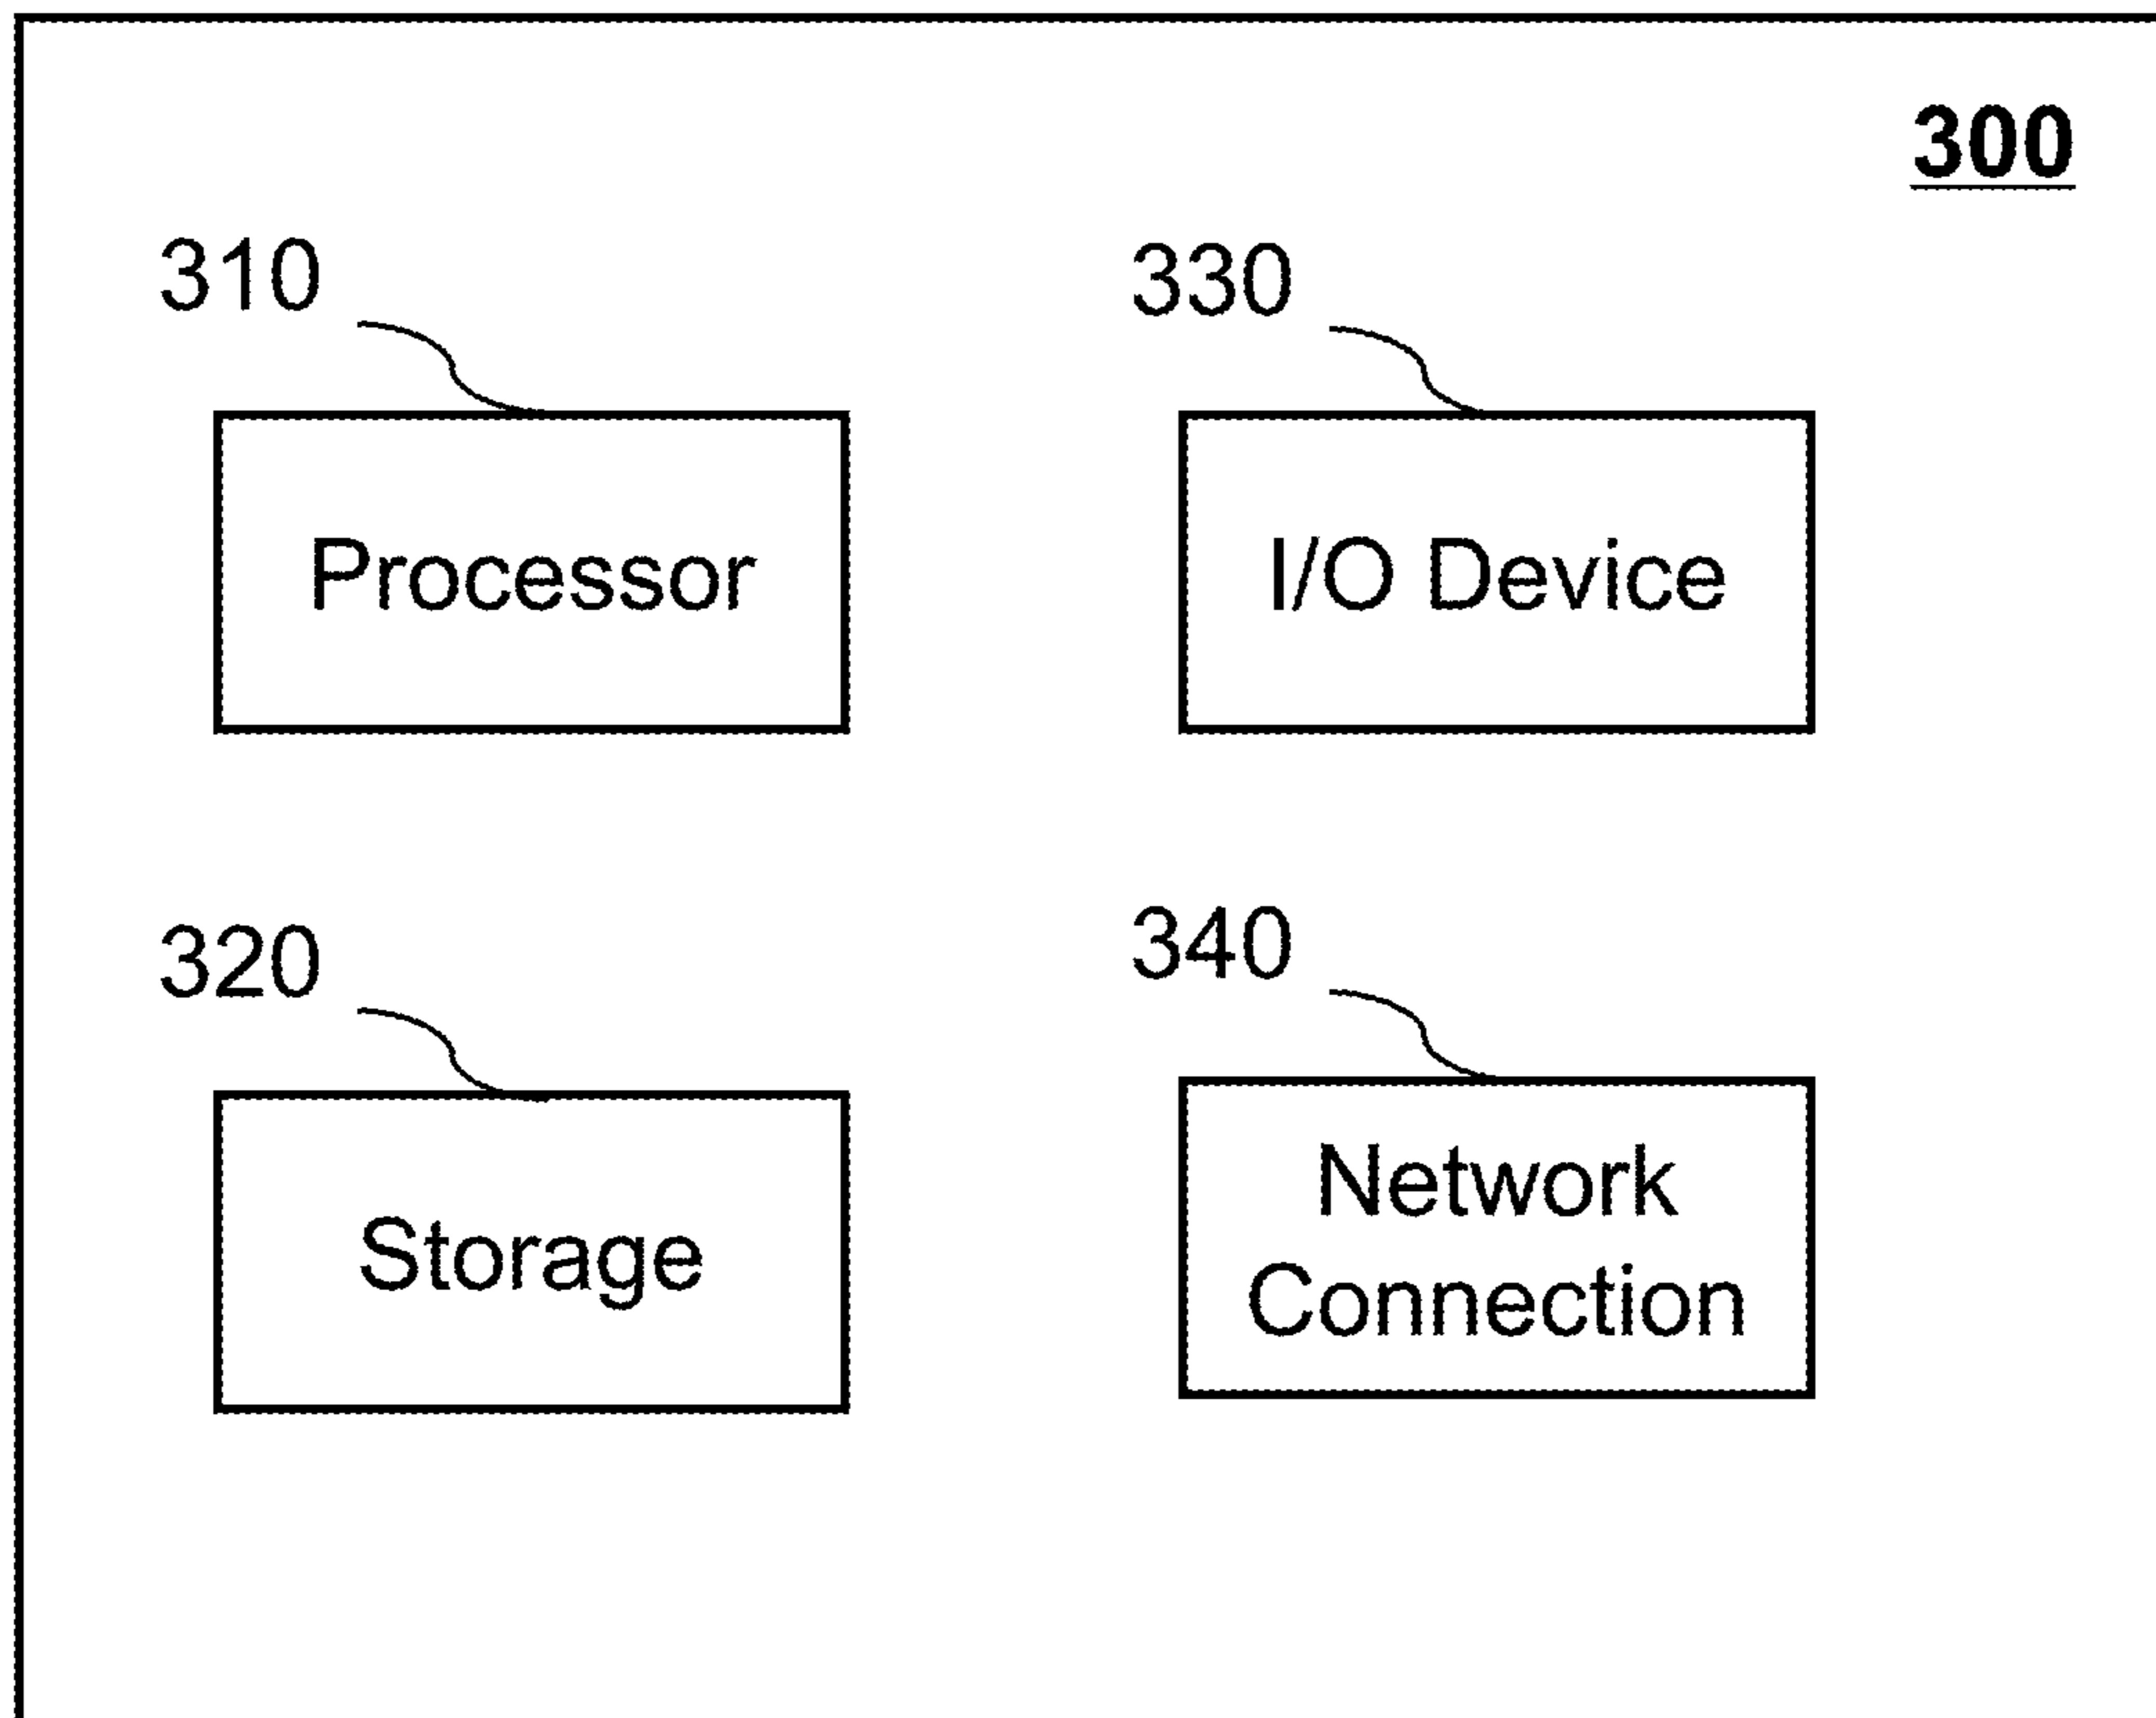 300
310
330
Processor
I/O Device
320
340
Storage
Network
Connection